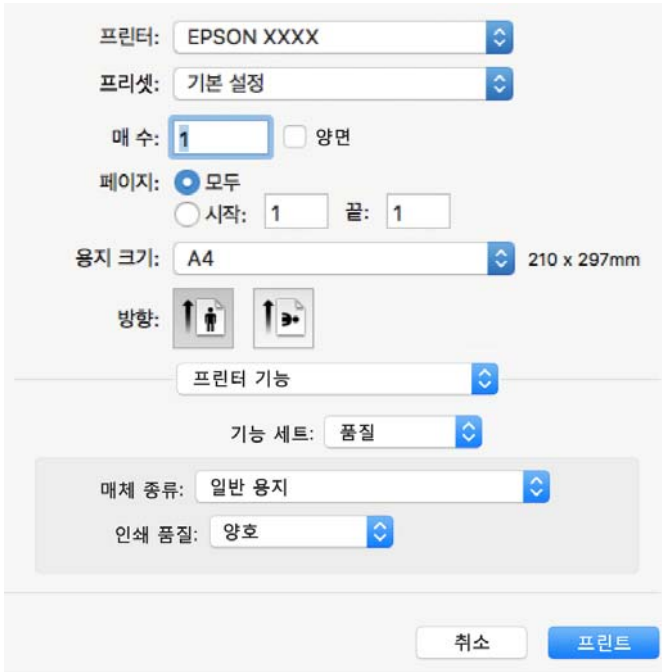 프린터: EPSON XXXX
프리셋: 기본 설정
매 수: 1 양면
페이지: 모두
시작: 1 끝: 1
용지 크기: A4 210 x 297mm
방향:
프린터 기능
기능 세트: 품질
매체 종류: 일반 용지
인쇄 품질: 양호
취소 프린트